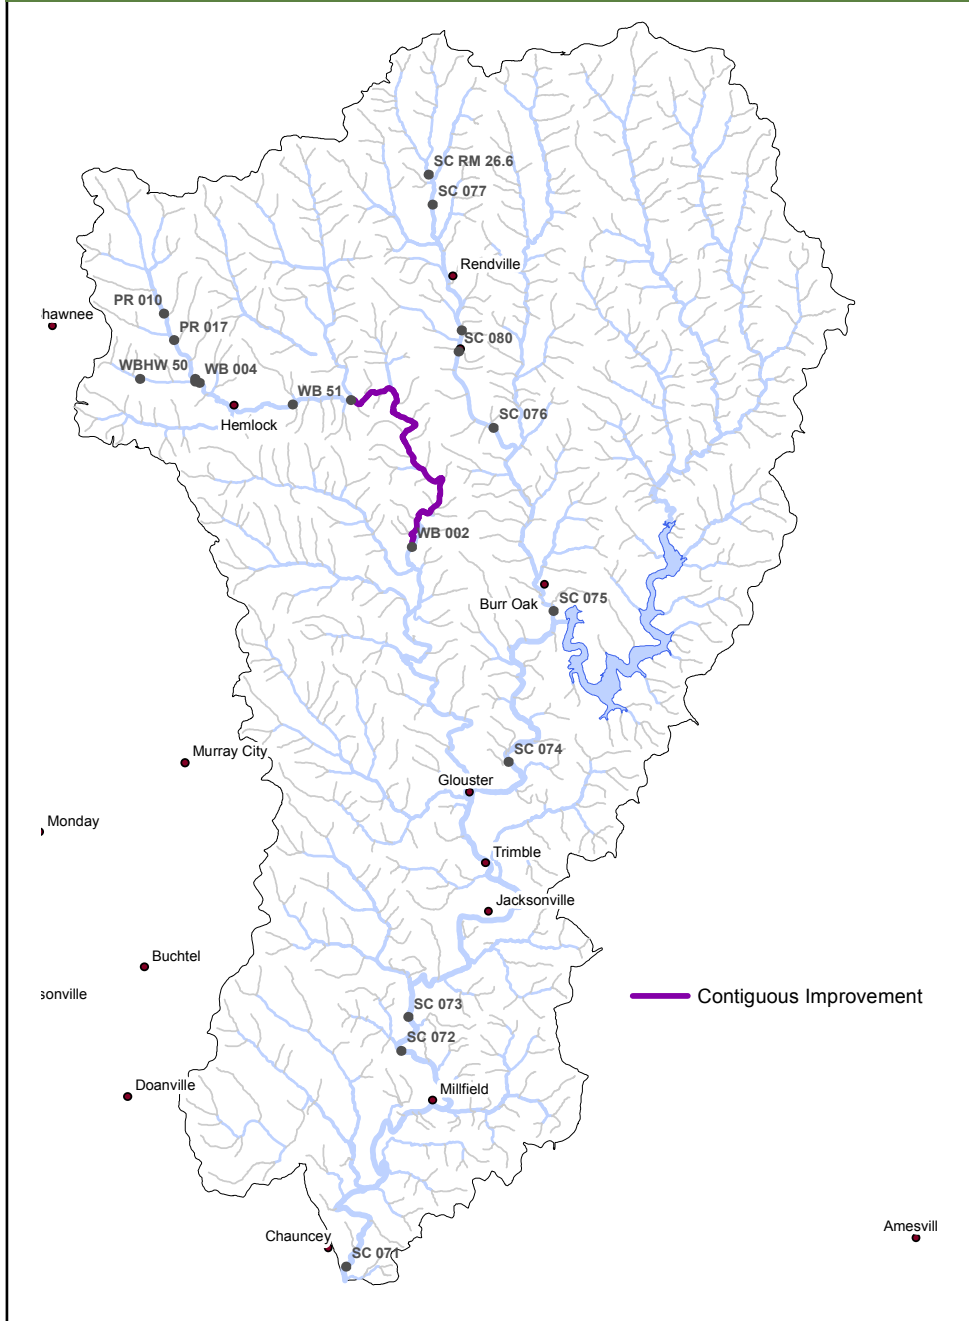 SC RM 26.6
SC 077
Rendville
PR 010
hawnee
PR 017
SC 080
WBHW 50
WB 004
WB 51
SC 076
Hemlock
WB 002
Burr Oak
SC 075
Murray City
SC 074
Glouster
Monday
Trimble
Jacksonville
Buchtel
sonville
Contiguous Improvement
SC 073
SC 072
Doanville
Millfield
Amesvill
Chauncey
SC 071